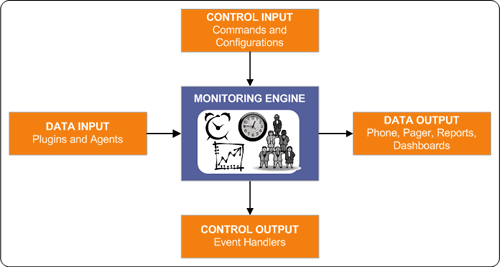 CONTROL INPUT
Commands and
Configurations
MONITORING ENGINE
DATA INPUT
Plugins and Agents
DATA OUTPUT
Phone, Pager, Reports,
Dashboards
CONTROL OUTPUT
Event Handlers